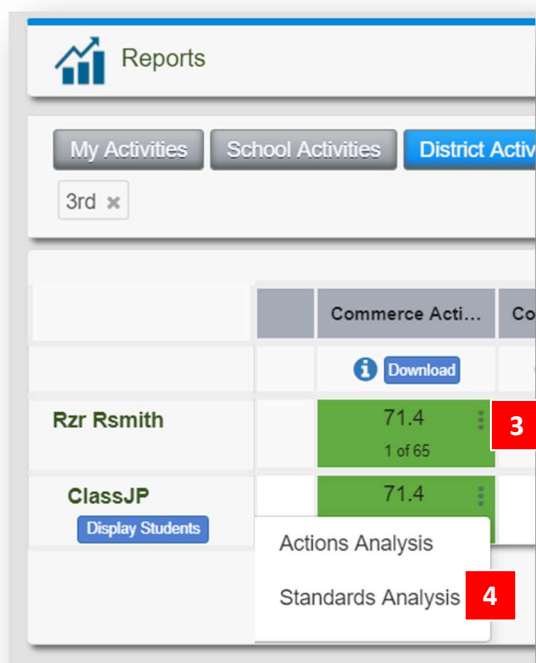 Reports
My Activities School Activities District Activ
3rd ×
Commerce Acti... Co
i Download
Rzr Rsmith 71.4 3
1 of 65
ClassJP 71.4
Display Students
Actions Analysis
Standards Analysis 4